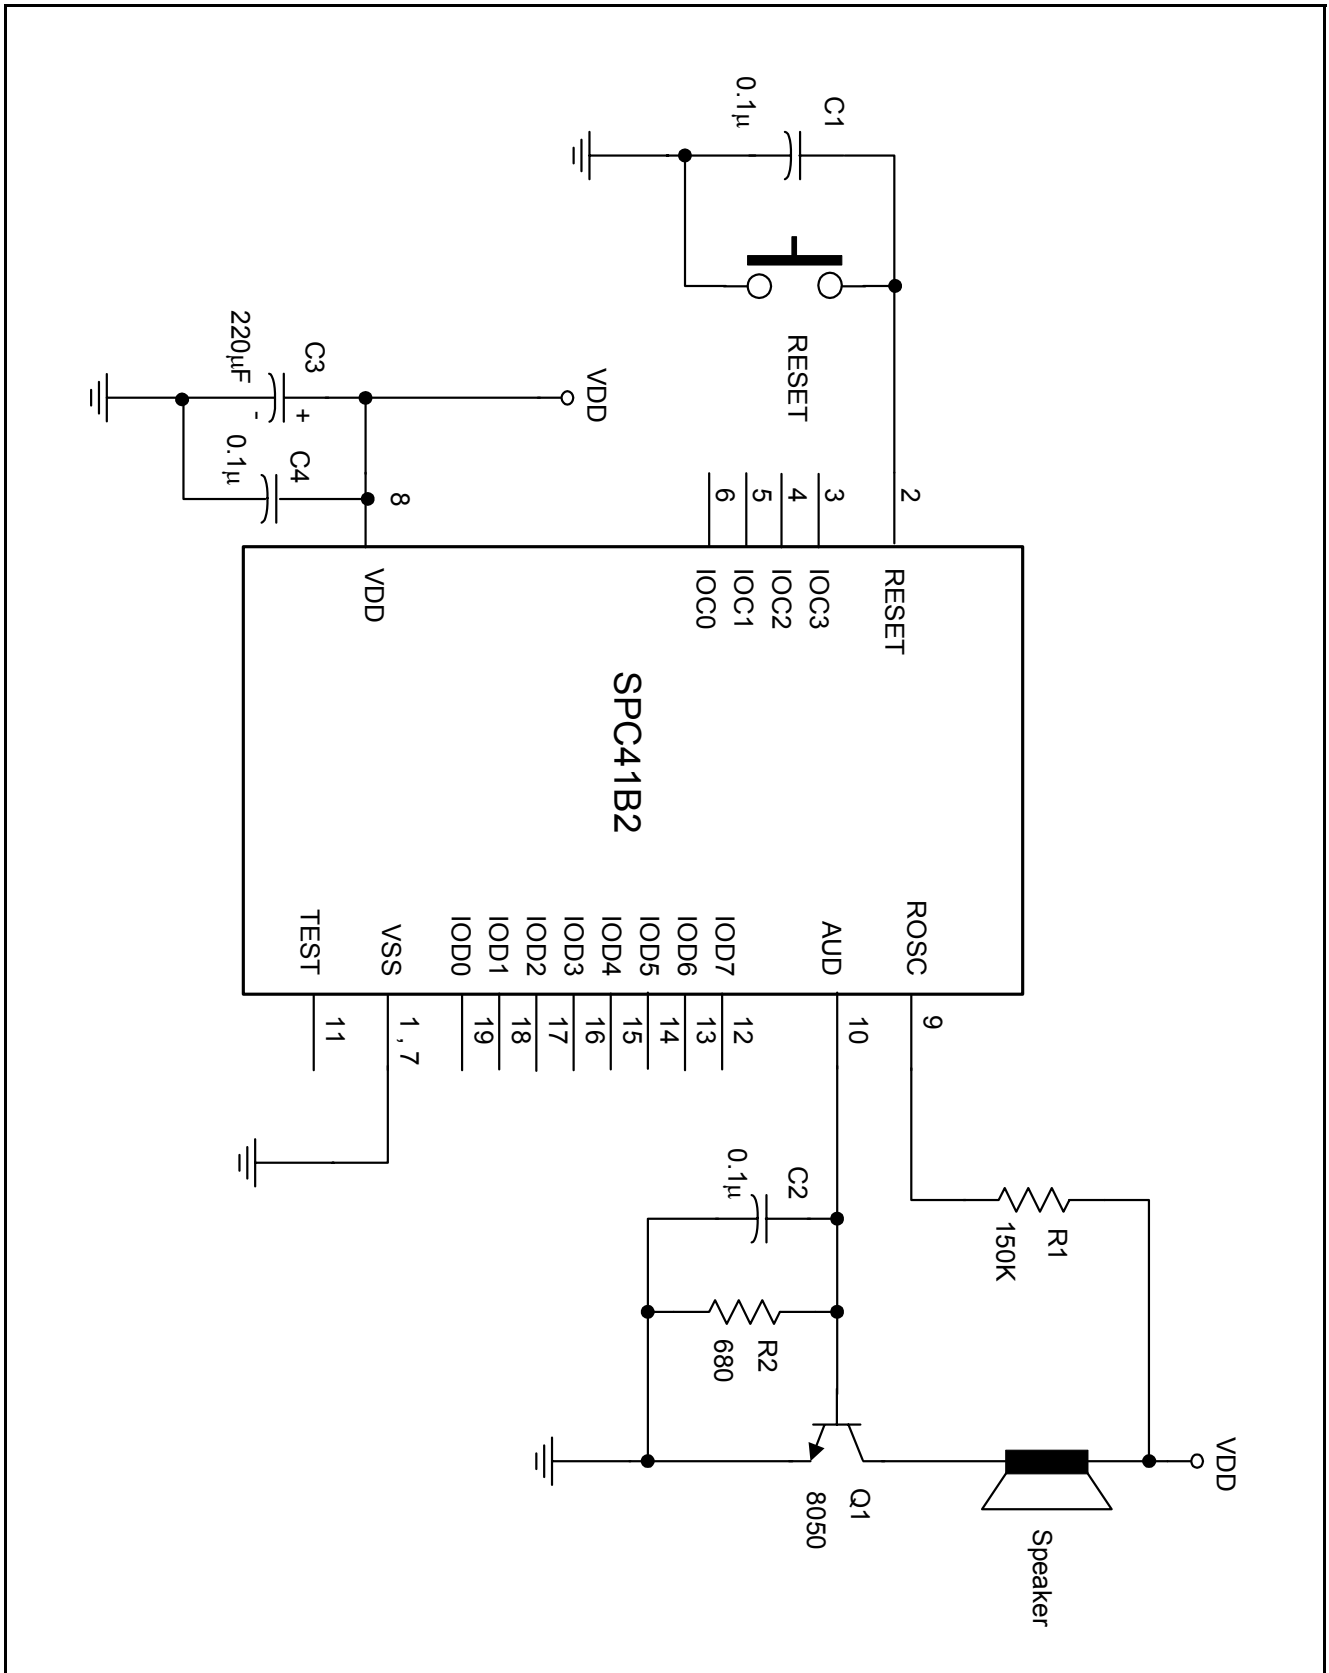 C1
0.1μ
RESET
VDD
C3
220μF
+
-
C4
0.1μ
8
2
3
4
5
6
RESET
IOC3
IOC2
IOC1
IOC0
VDD
SPC41B2
ROSC
AUD
IOD7
IOD6
IOD5
IOD4
IOD3
IOD2
IOD1
IOD0
VSS
TEST
9
10
12
13
14
15
16
17
18
19
1 , 7
11
C2
0.1μ
R1
150K
R2
680
VDD
Q1
8050
Speaker